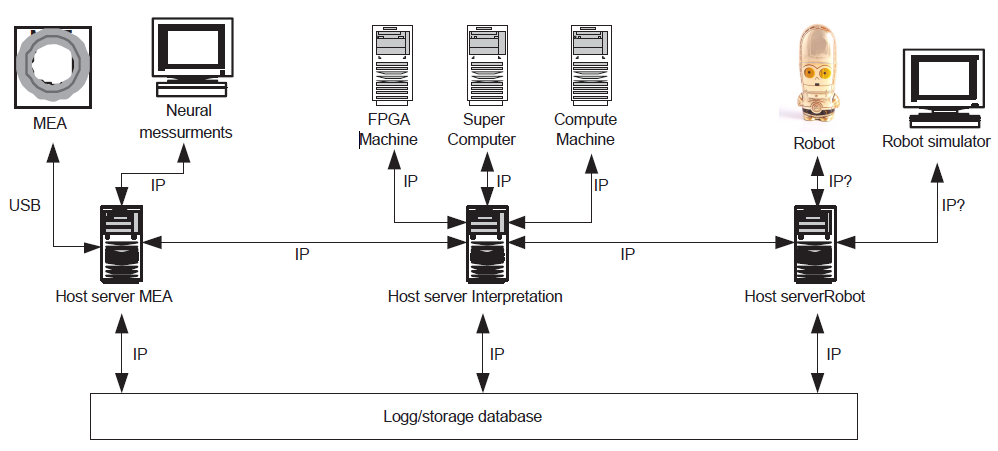 MEA
Neural
messurments
FPGA
Machine
Super
Computer
Compute
Machine
Robot
Robot simulator
USB
IP
IP
IP
IP
IP?
IP?
IP
IP
Host server MEA
Host server Interpretation
Host serverRobot
IP
IP
IP
Logg/storage database